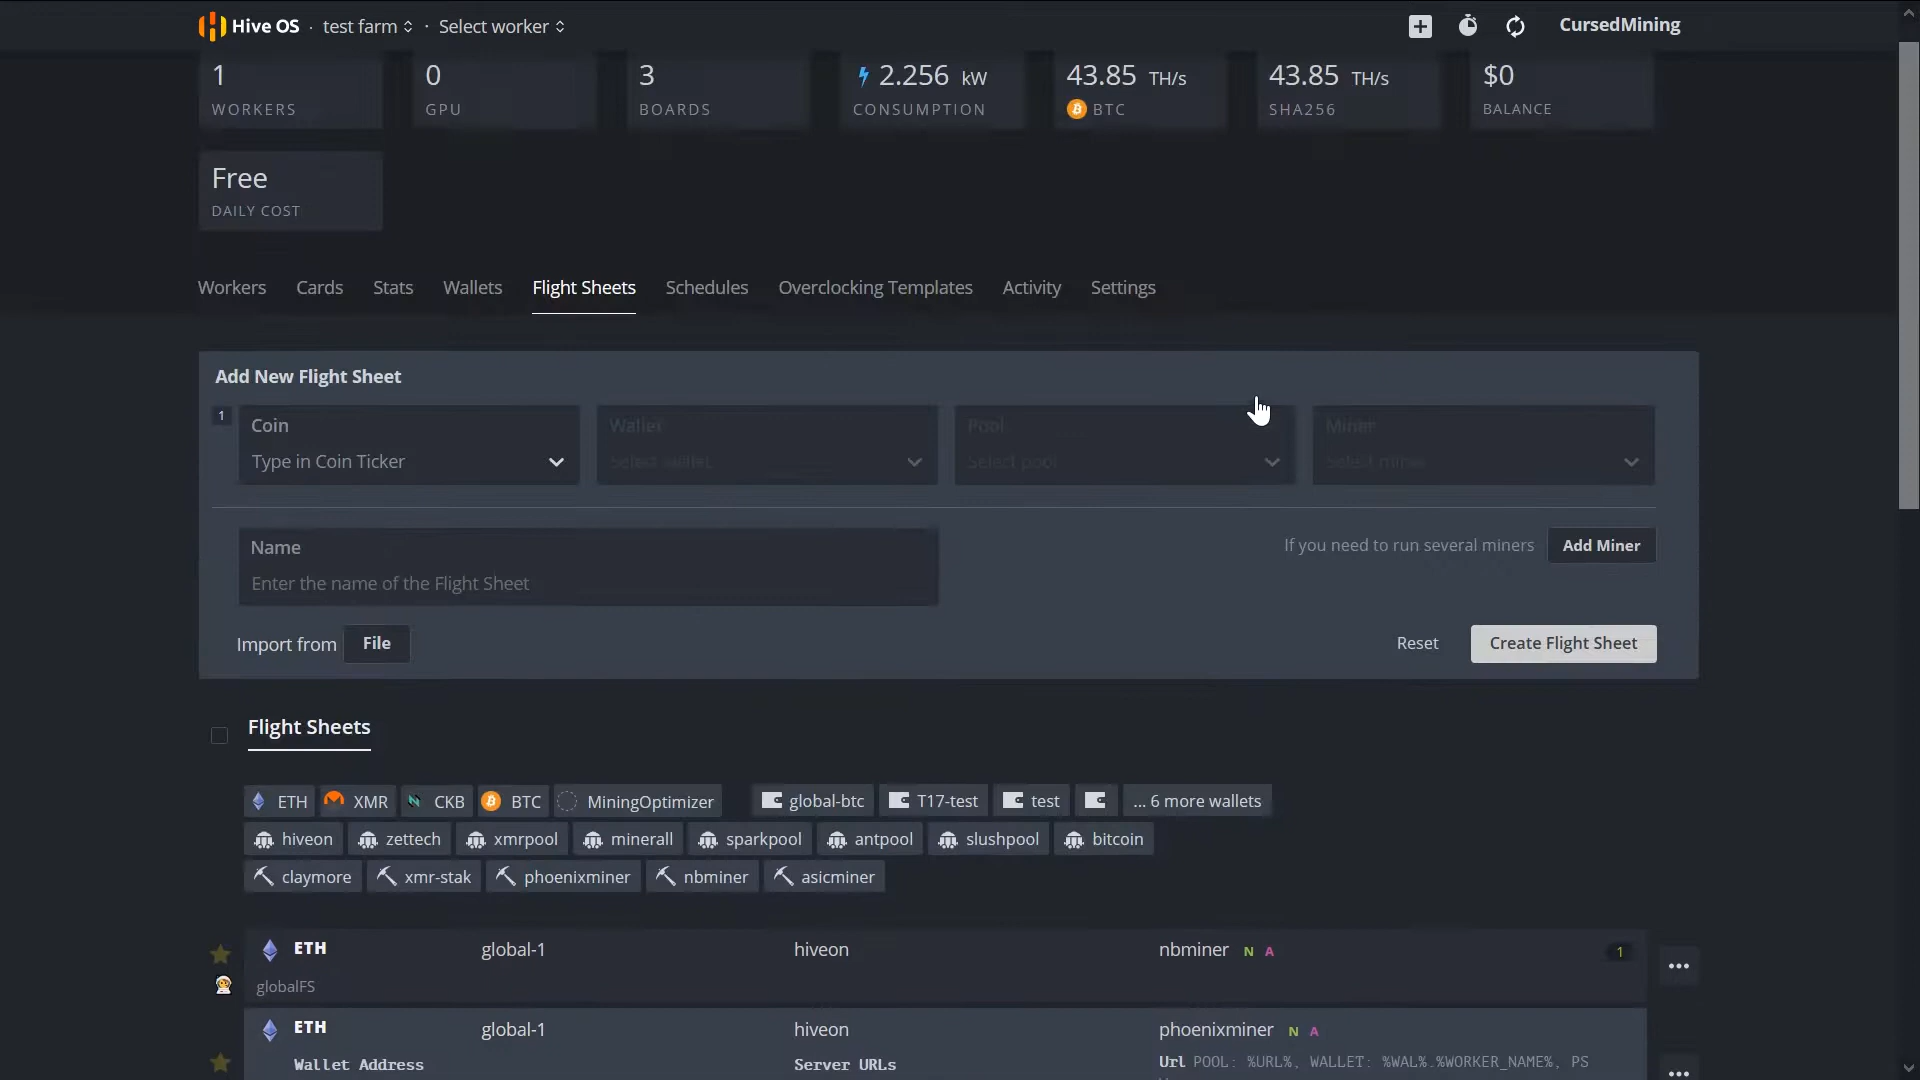 Hive OS · test farm · Select worker
CursedMining
1
WORKERS
0
GPU
3
BOARDS
2.256 kW
CONSUMPTION
43.85 TH/s
BTC
43.85 TH/s
SHA256
$0
BALANCE
Free
DAILY COST
Workers Cards Stats Wallets Flight Sheets Schedules Overclocking Templates Activity Settings
Add New Flight Sheet
1
Coin
Type in Coin Ticker
Wallet
Select wallet
Pool
Select pool
Miner
Select miner
Name
Enter the name of the Flight Sheet
If you need to run several miners Add Miner
Import from File
Reset Create Flight Sheet
Flight Sheets
ETH XMR CKB BTC MiningOptimizer global-btc T17-test test ... 6 more wallets
hiveon zettech xmrpool minerall sparkpool antpool slushpool bitcoin
claymore xmr-stak phoenixminer nbminer asicminer
ETH global-1 hiveon nbminer N A 1
globalFS
ETH global-1 hiveon phoenixminer N A
Wallet Address Server URLs Url POOL: %URL%, WALLET: %WAL%.%WORKER_NAME%, PS